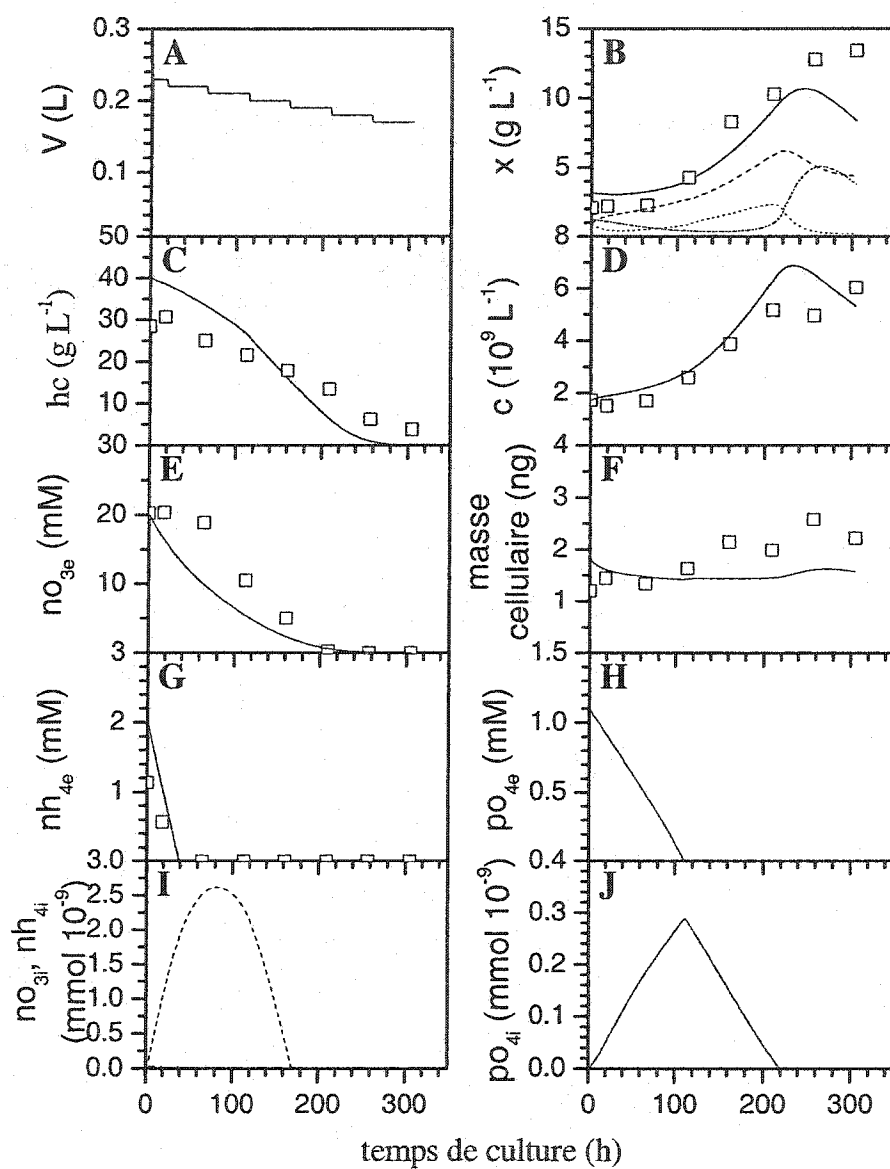 A
V (L)
0.3
0.2
0.1
50
B
x (g L⁻¹)
15
10
5
8
C
hc (g L⁻¹)
40
30
20
10
30
D
c (10⁹ L⁻¹)
6
4
2
4
E
no₃ₑ (mM)
20
10
3
F
masse
cellulaire (ng)
3
2
1
1.5
G
nh₄ₑ (mM)
2
1
3.0
H
po₄ₑ (mM)
1.0
0.5
0.4
I
no₃ᵢ, nh₄ᵢ
(mmol 10⁻⁹)
2.5
2.0
1.5
1.0
0.5
0.0
0 100 200 300
J
po₄ᵢ (mmol 10⁻⁹)
0.3
0.2
0.1
0.0
0 100 200 300
temps de culture (h)